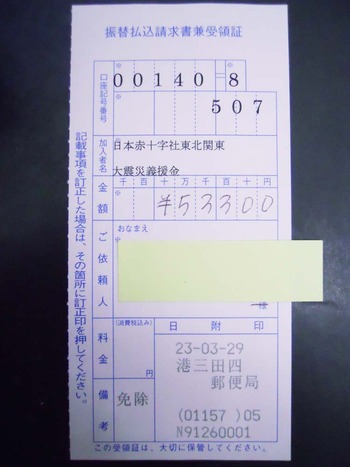 振替払込請求書兼受領証
口座記号番号
※
00140 8
※
507
加入者名
日本赤十字社東北関東
大震災義援金
金額
千 百 十 万 千 百 十 円
※
¥53300
ご依頼人
おなまえ
※
様
料金
(消費税込み)
円
備考
免除
日附印
23-03-29
港三田四
郵便局
(01157)05
N91260001
記載事項を訂正した場合は、その箇所に訂正印を押してください。
この受領証は、大切に保管してください。